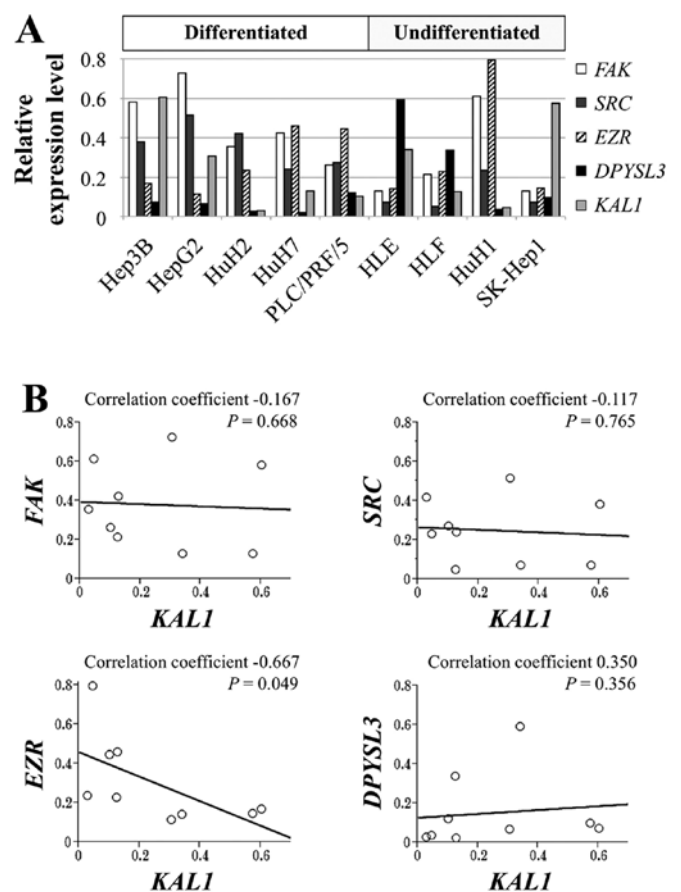 A
Differentiated Undifferentiated
Relative expression level
0.8
0.6
0.4
0.2
0
FAK
SRC
EZR
DPYSL3
KAL1
Hep3B
HepG2
HuH2
HuH7
PLC/PRF/5
HLE
HLF
HuH1
SK-Hep1
B
Correlation coefficient -0.167
P = 0.668
FAK
0.8
0.6
0.4
0.2
0
0 0.2 0.4 0.6
KAL1
Correlation coefficient -0.117
P = 0.765
SRC
0.8
0.6
0.4
0.2
0
0 0.2 0.4 0.6
KAL1
Correlation coefficient -0.667
P = 0.049
EZR
0.8
0.6
0.4
0.2
0
0 0.2 0.4 0.6
KAL1
Correlation coefficient 0.350
P = 0.356
DPYSL3
0.8
0.6
0.4
0.2
0
0 0.2 0.4 0.6
KAL1